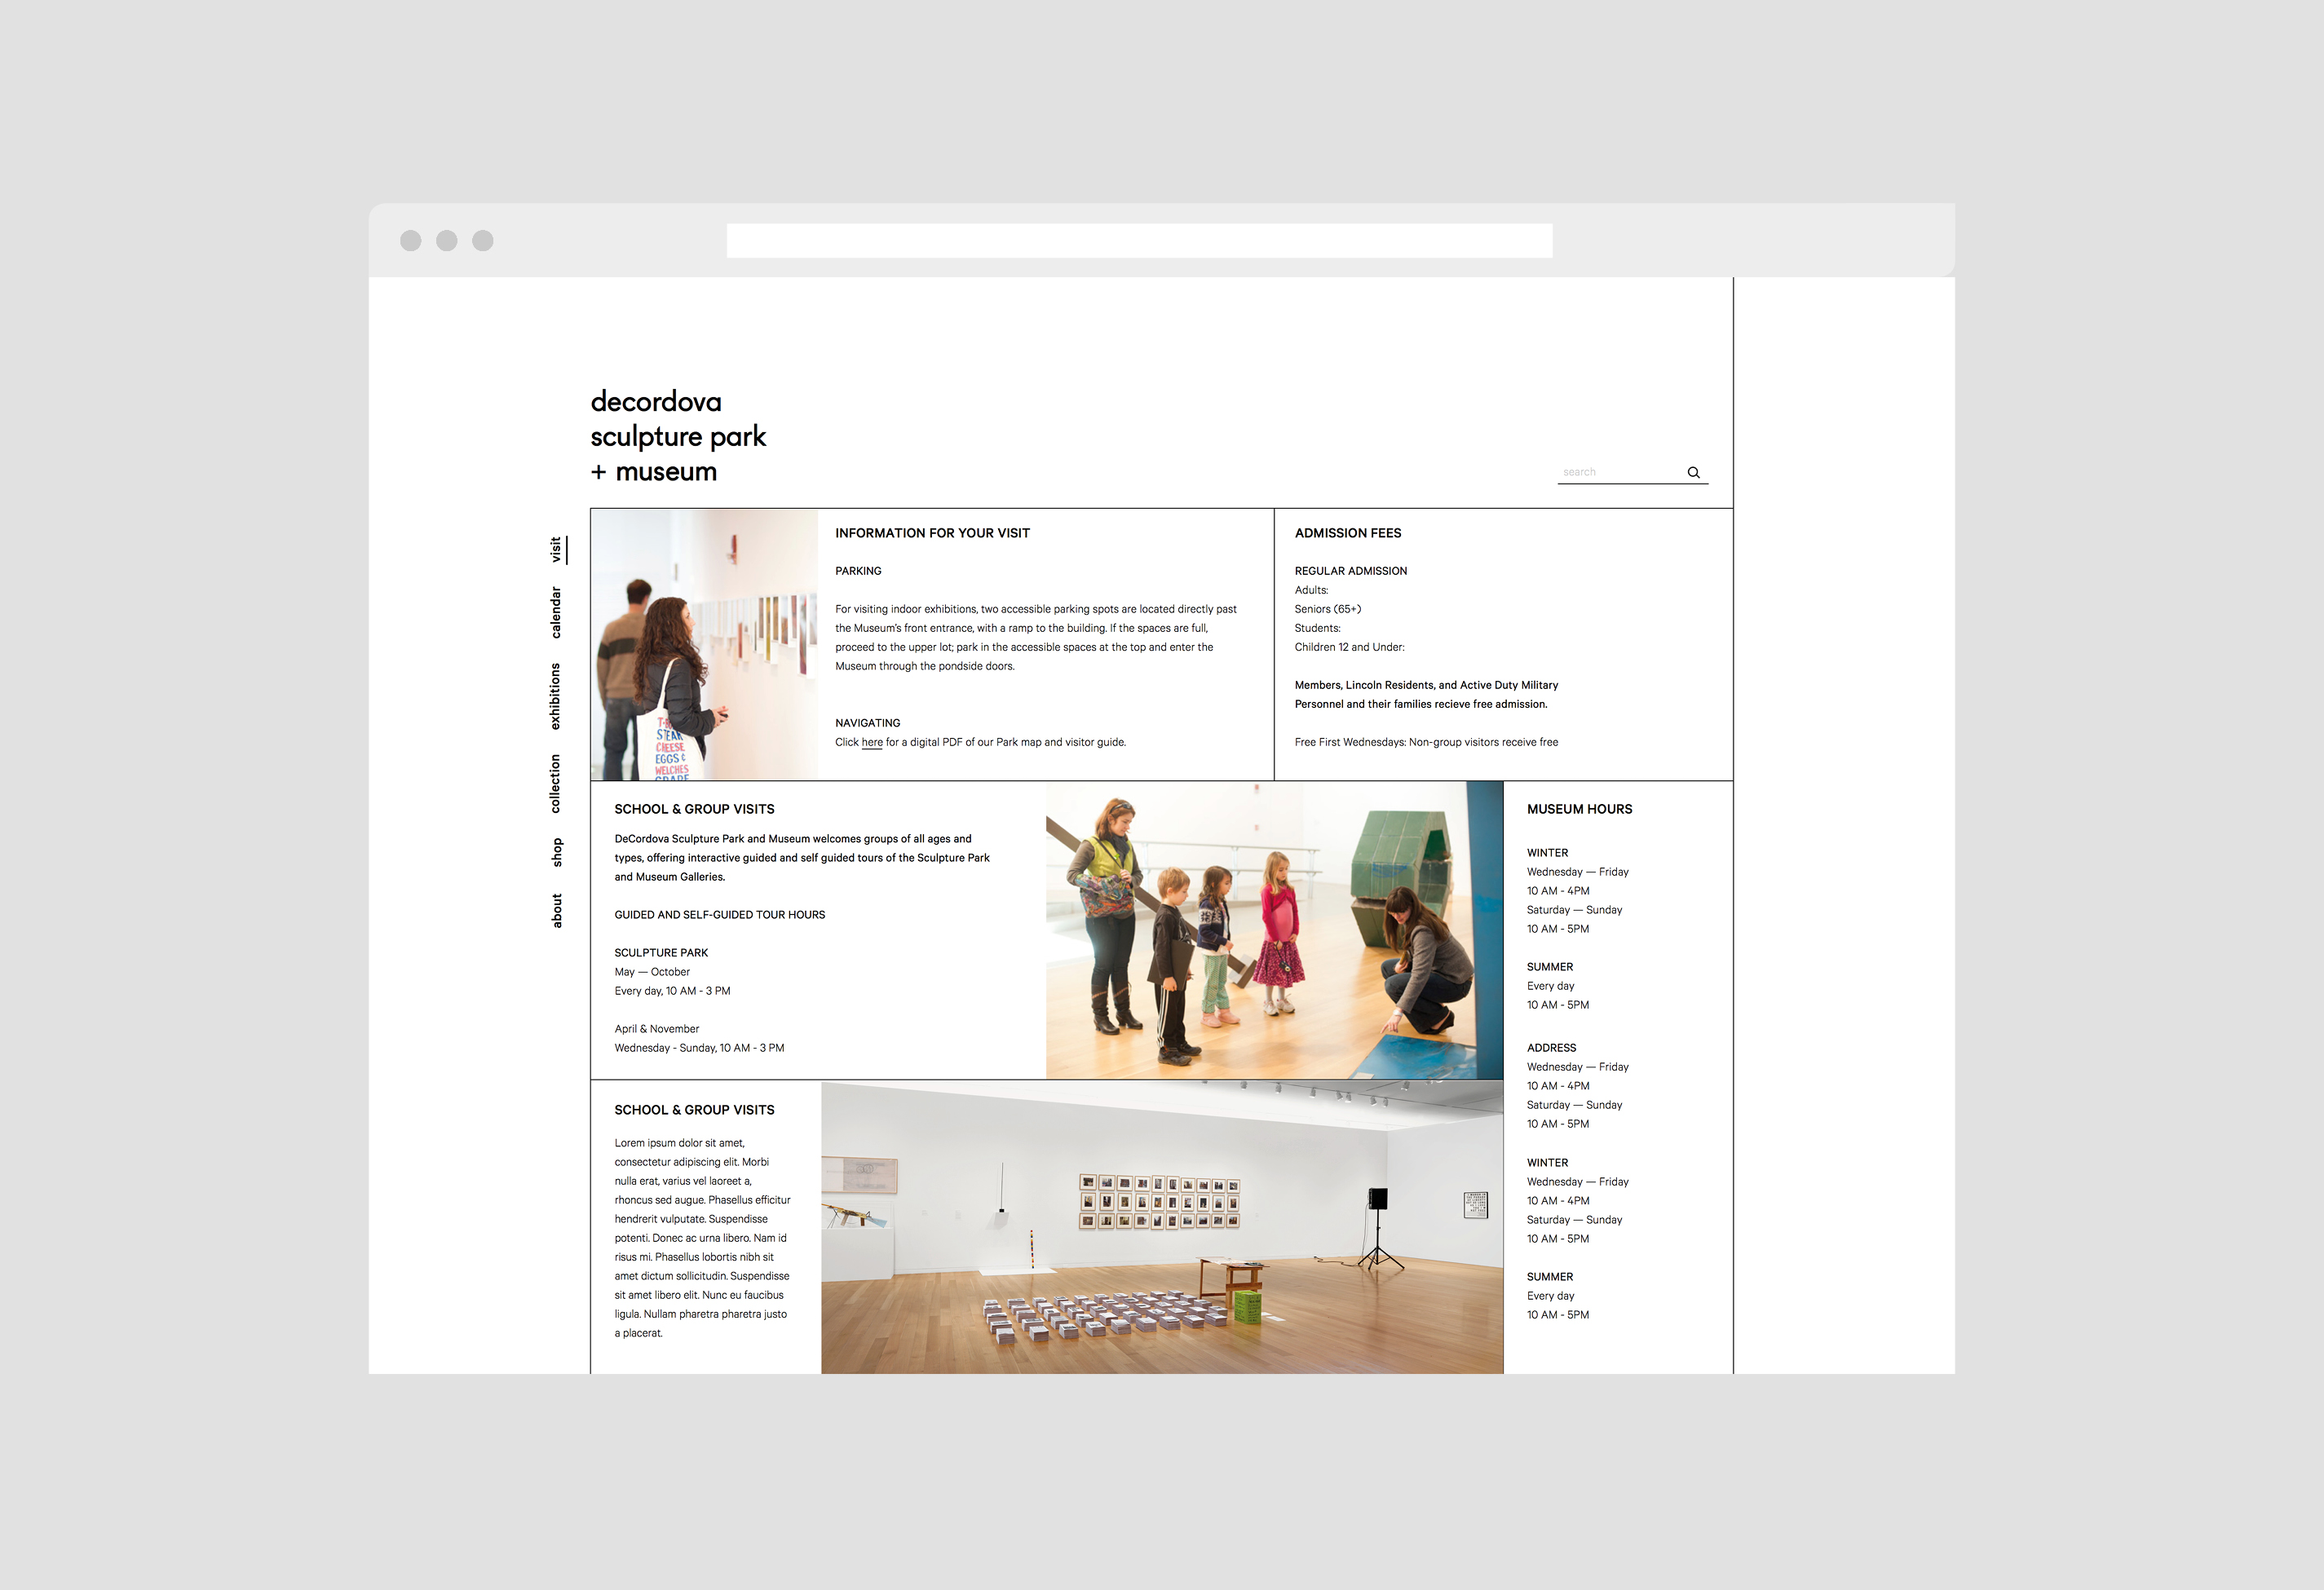 decordova
sculpture park
+ museum
search
visit
calendar
exhibitions
collection
shop
about
INFORMATION FOR YOUR VISIT
PARKING
For visiting indoor exhibitions, two accessible parking spots are located directly past
the Museum's front entrance, with a ramp to the building. If the spaces are full,
proceed to the upper lot; park in the accessible spaces at the top and enter the
Museum through the pondside doors.
NAVIGATING
Click here for a digital PDF of our Park map and visitor guide.
ADMISSION FEES
REGULAR ADMISSION
Adults:
Seniors (65+)
Students:
Children 12 and Under:
Members, Lincoln Residents, and Active Duty Military
Personnel and their families recieve free admission.
Free First Wednesdays: Non-group visitors receive free
STEAK
CHEESE
EGGS &
WELCHES
GRAPE
SCHOOL & GROUP VISITS
DeCordova Sculpture Park and Museum welcomes groups of all ages and
types, offering interactive guided and self guided tours of the Sculpture Park
and Museum Galleries.
GUIDED AND SELF-GUIDED TOUR HOURS
SCULPTURE PARK
May — October
Every day, 10 AM - 3 PM
April & November
Wednesday - Sunday, 10 AM - 3 PM
MUSEUM HOURS
WINTER
Wednesday — Friday
10 AM - 4PM
Saturday — Sunday
10 AM - 5PM
SUMMER
Every day
10 AM - 5PM
ADDRESS
Wednesday — Friday
10 AM - 4PM
Saturday — Sunday
10 AM - 5PM
WINTER
Wednesday — Friday
10 AM - 4PM
Saturday — Sunday
10 AM - 5PM
SUMMER
Every day
10 AM - 5PM
SCHOOL & GROUP VISITS
Lorem ipsum dolor sit amet,
consectetur adipiscing elit. Morbi
nulla erat, varius vel laoreet a,
rhoncus sed augue. Phasellus efficitur
hendrerit vulputate. Suspendisse
potenti. Donec ac urna libero. Nam id
risus mi. Phasellus lobortis nibh sit
amet dictum sollicitudin. Suspendisse
sit amet libero elit. Nunc eu faucibus
ligula. Nullam pharetra pharetra justo
a placerat.